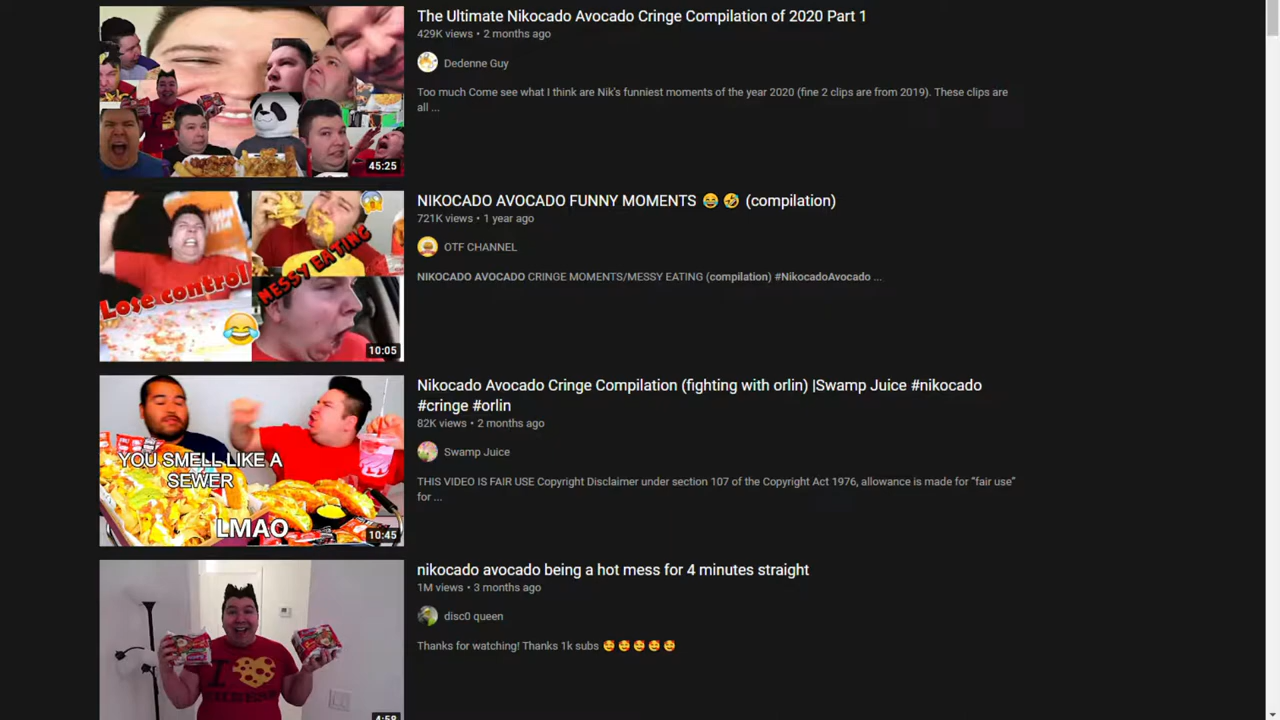 The Ultimate Nikocado Avocado Cringe Compilation of 2020 Part 1
429K views • 2 months ago
Dedenne Guy
Too much Come see what I think are Nik's funniest moments of the year 2020 (fine 2 clips are from 2019). These clips are
all ...
45:25
NIKOCADO AVOCADO FUNNY MOMENTS 😂 🤣 (compilation)
721K views • 1 year ago
OTF CHANNEL
NIKOCADO AVOCADO CRINGE MOMENTS/MESSY EATING (compilation) #NikocadoAvocado ...
Lose control
MESSY EATING
10:05
Nikocado Avocado Cringe Compilation (fighting with orlin) |Swamp Juice #nikocado
#cringe #orlin
82K views • 2 months ago
Swamp Juice
THIS VIDEO IS FAIR USE Copyright Disclaimer under section 107 of the Copyright Act 1976, allowance is made for “fair use”
for ...
YOU SMELL LIKE A
SEWER
LMAO
10:45
nikocado avocado being a hot mess for 4 minutes straight
1M views • 3 months ago
disc0 queen
Thanks for watching! Thanks 1k subs 🥰 🥰 🥰 🥰 🥰
I
4:58